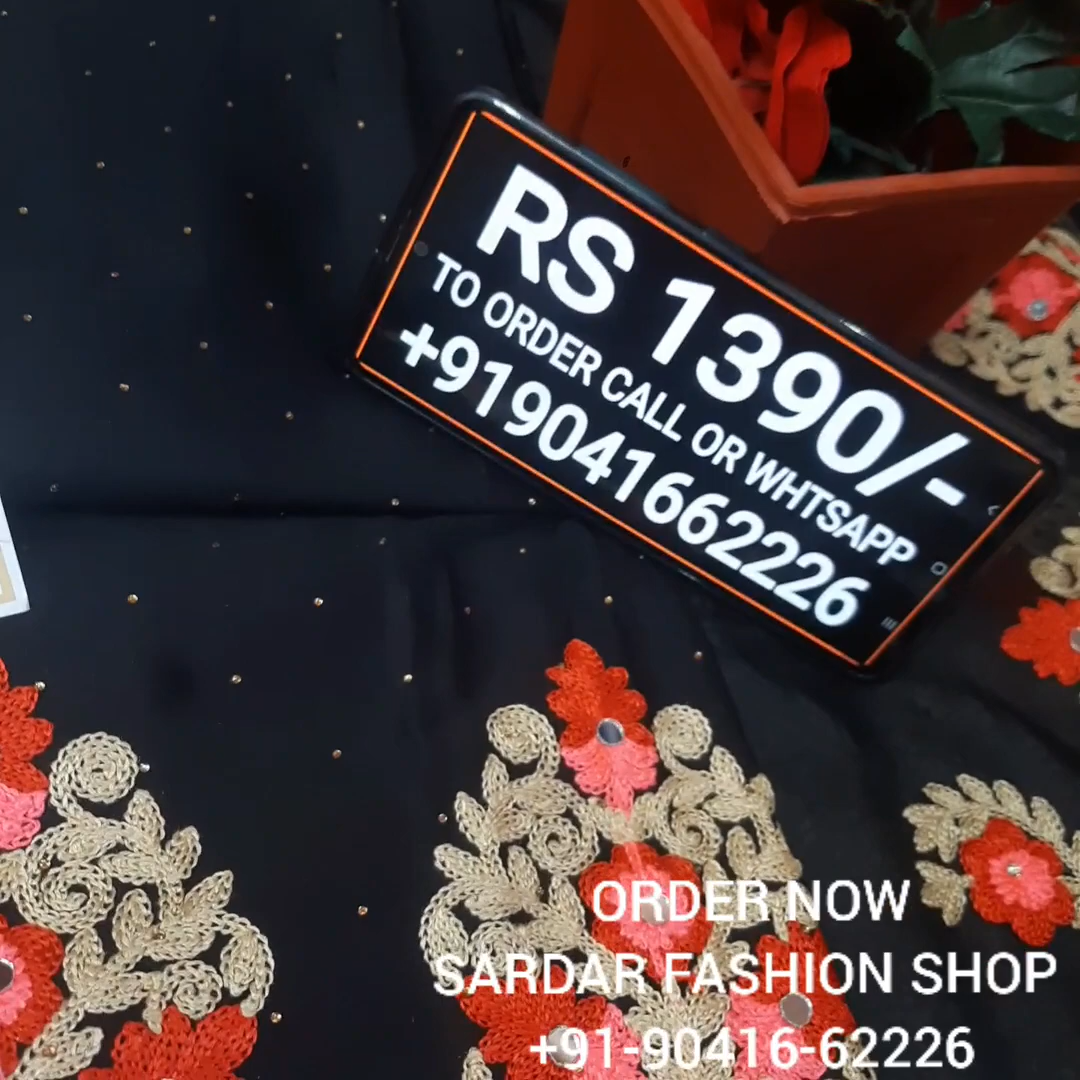 RS 1390/-
TO ORDER CALL OR WHTSAPP
+919041662226
ORDER NOW
SARDAR FASHION SHOP
+91-90416-62226